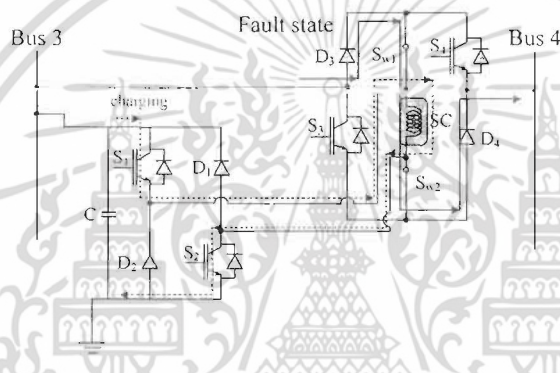 Fault state
Bus 3
Bus 4
D3
Sw1
S4
charging
S3
SC
D4
S1
D1
Sw2
C
D2
S2